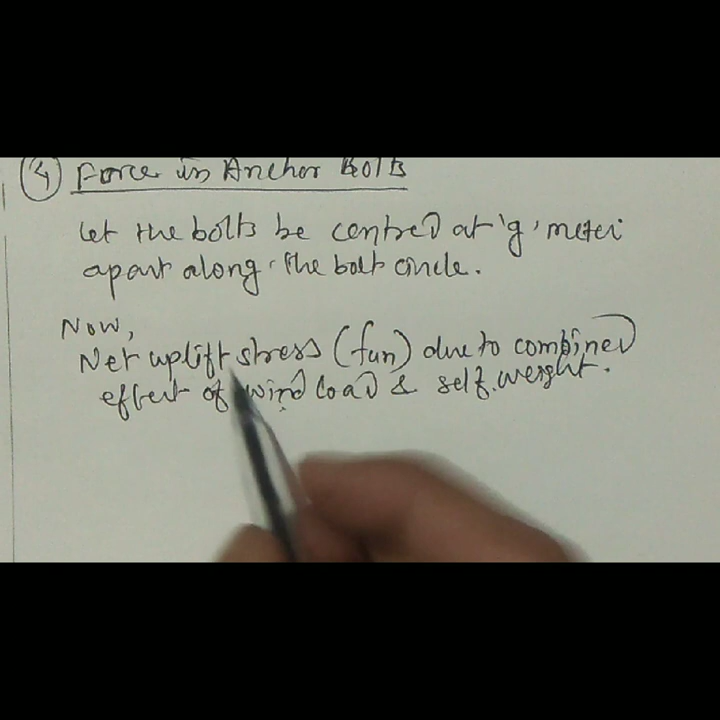 ④ Force in Anchor Bolts
Let the bolts be centred at 'g' meter
apart along the bolt circle.
Now,
Net uplift stress (fun) due to combined
effect of wind load & self weight.